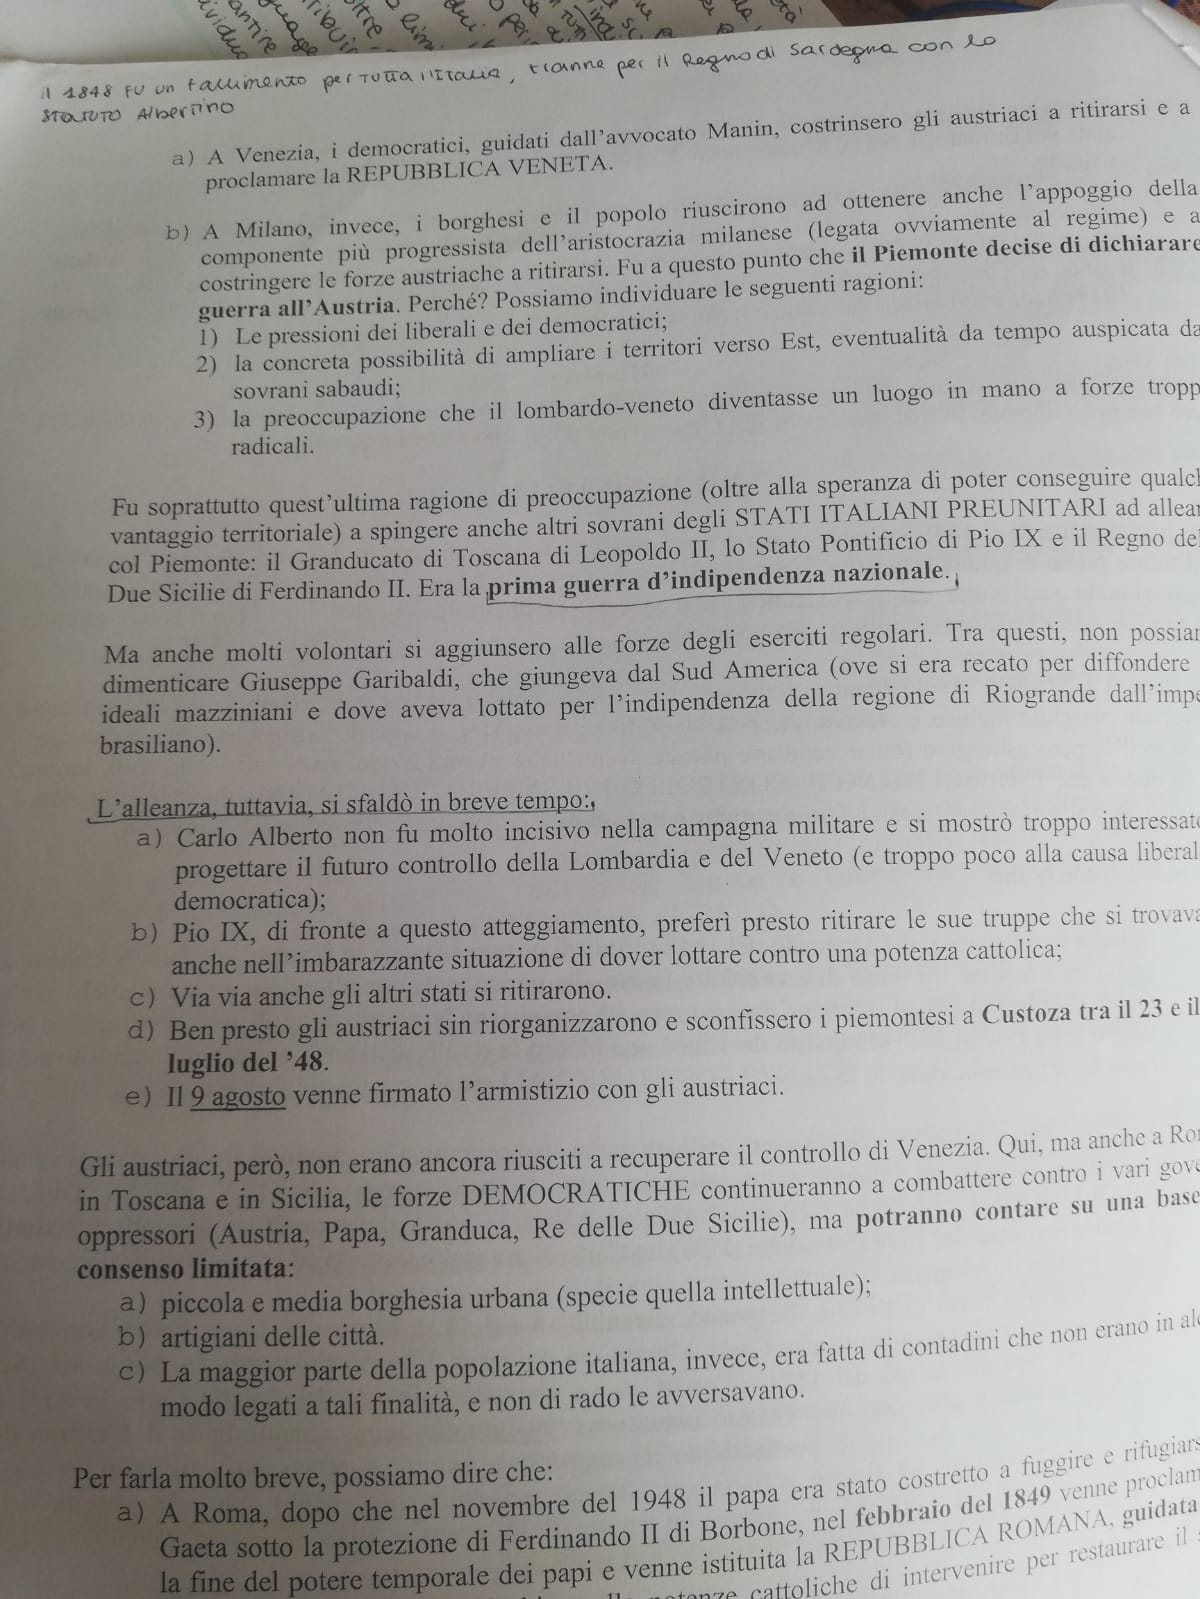 il 1848 fu un fallimento per tutta l'Italia, tranne per il Regno di Sardegna con lo
STATUTO Albertino
a) A Venezia, i democratici, guidati dall'avvocato Manin, costrinsero gli austriaci a ritirarsi e a
proclamare la REPUBBLICA VENETA.
b) A Milano, invece, i borghesi e il popolo riuscirono ad ottenere anche l'appoggio della
componente più progressista dell'aristocrazia milanese (legata ovviamente al regime) e a
costringere le forze austriache a ritirarsi. Fu a questo punto che il Piemonte decise di dichiarare
guerra all'Austria. Perché? Possiamo individuare le seguenti ragioni:
1) Le pressioni dei liberali e dei democratici;
2) la concreta possibilità di ampliare i territori verso Est, eventualità da tempo auspicata da
sovrani sabaudi;
3) la preoccupazione che il lombardo-veneto diventasse un luogo in mano a forze tropp
radicali.
Fu soprattutto quest'ultima ragione di preoccupazione (oltre alla speranza di poter conseguire qualch
vantaggio territoriale) a spingere anche altri sovrani degli STATI ITALIANI PREUNITARI ad allear
col Piemonte: il Granducato di Toscana di Leopoldo II, lo Stato Pontificio di Pio IX e il Regno de
Due Sicilie di Ferdinando II. Era la prima guerra d'indipendenza nazionale.
Ma anche molti volontari si aggiunsero alle forze degli eserciti regolari. Tra questi, non possiam
dimenticare Giuseppe Garibaldi, che giungeva dal Sud America (ove si era recato per diffondere
ideali mazziniani e dove aveva lottato per l'indipendenza della regione di Riogrande dall'impe
brasiliano).
L'alleanza, tuttavia, si sfaldò in breve tempo:
a) Carlo Alberto non fu molto incisivo nella campagna militare e si mostrò troppo interessato
progettare il futuro controllo della Lombardia e del Veneto (e troppo poco alla causa liberal
democratica);
b) Pio IX, di fronte a questo atteggiamento, preferì presto ritirare le sue truppe che si trovava
anche nell'imbarazzante situazione di dover lottare contro una potenza cattolica;
c) Via via anche gli altri stati si ritirarono.
d) Ben presto gli austriaci sin riorganizzarono e sconfissero i piemontesi a Custoza tra il 23 e il
luglio del '48.
e) Il 9 agosto venne firmato l'armistizio con gli austriaci.
Gli austriaci, però, non erano ancora riusciti a recuperare il controllo di Venezia. Qui, ma anche a Ro
in Toscana e in Sicilia, le forze DEMOCRATICHE continueranno a combattere contro i vari gove
oppressori (Austria, Papa, Granduca, Re delle Due Sicilie), ma potranno contare su una base
consenso limitata:
a) piccola e media borghesia urbana (specie quella intellettuale);
b) artigiani delle città.
c) La maggior parte della popolazione italiana, invece, era fatta di contadini che non erano in alc
modo legati a tali finalità, e non di rado le avversavano.
Per farla molto breve, possiamo dire che:
a) A Roma, dopo che nel novembre del 1948 il papa era stato costretto a fuggire e rifugiars
Gaeta sotto la protezione di Ferdinando II di Borbone, nel febbraio del 1849 venne proclam
la fine del potere temporale dei papi e venne istituita la REPUBBLICA ROMANA, guidata
cattoliche di intervenire per restaurare il